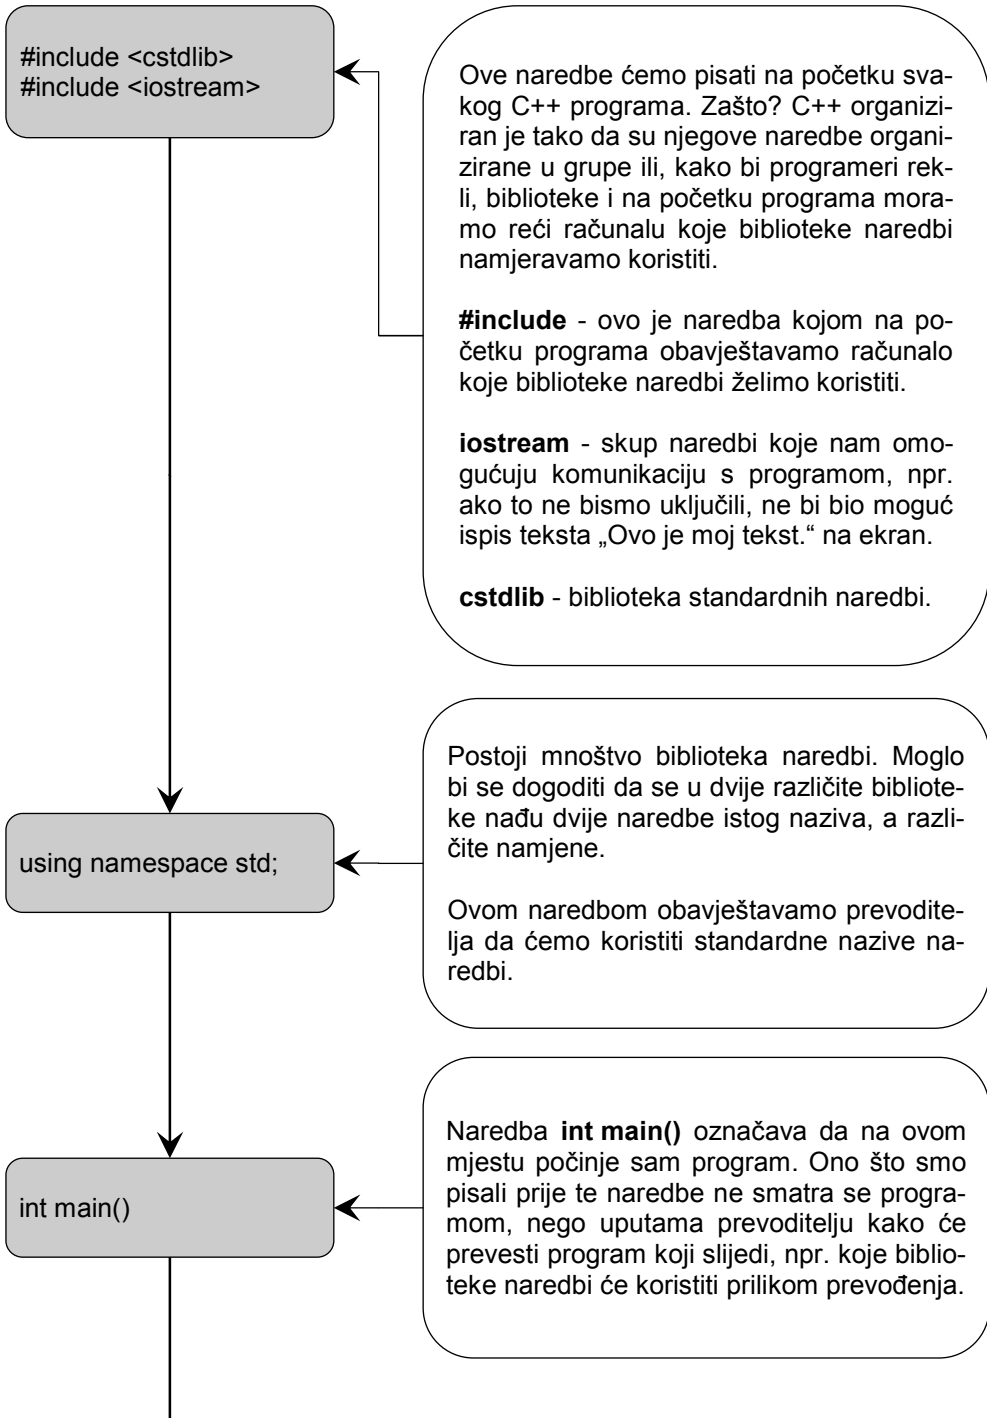 #include <cstdlib>
#include <iostream>
Ove naredbe ćemo pisati na početku sva-
kog C++ programa. Zašto? C++ organizi-
ran je tako da su njegove naredbe organi-
zirane u grupe ili, kako bi programeri rek-
li, biblioteke i na početku programa mora-
mo reći računalu koje biblioteke naredbi
namjeravamo koristiti.
#include - ovo je naredba kojom na po-
četku programa obavještavamo računalo
koje biblioteke naredbi želimo koristiti.
iostream - skup naredbi koje nam omo-
gućuju komunikaciju s programom, npr.
ako to ne bismo uključili, ne bi bio moguć
ispis teksta „Ovo je moj tekst.“ na ekran.
cstdlib - biblioteka standardnih naredbi.
using namespace std;
Postoji mnoštvo biblioteka naredbi. Moglo
bi se dogoditi da se u dvije različite bibliote-
ke nađu dvije naredbe istog naziva, a razli-
čite namjene.
Ovom naredbom obavještavamo prevodite-
lja da ćemo koristiti standardne nazive na-
redbi.
int main()
Naredba int main() označava da na ovom
mjestu počinje sam program. Ono što smo
pisali prije te naredbe ne smatra se progra-
mom, nego uputama prevoditelju kako će
prevesti program koji slijedi, npr. koje biblio-
teke naredbi će koristiti prilikom prevođenja.